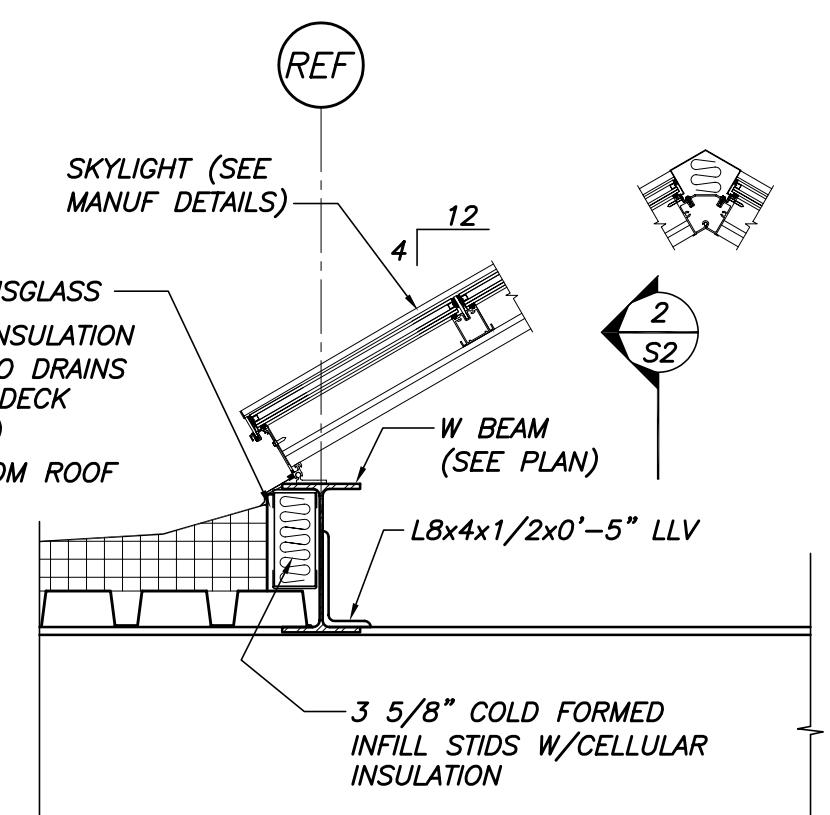 REF
SKYLIGHT (SEE
MANUF DETAILS)
12
4
SGLASS
NSULATION
O DRAINS
DECK
)
OM ROOF
2
S2
W BEAM
(SEE PLAN)
L8x4x1/2x0'-5" LLV
3 5/8" COLD FORMED
INFILL STIDS W/CELLULAR
INSULATION